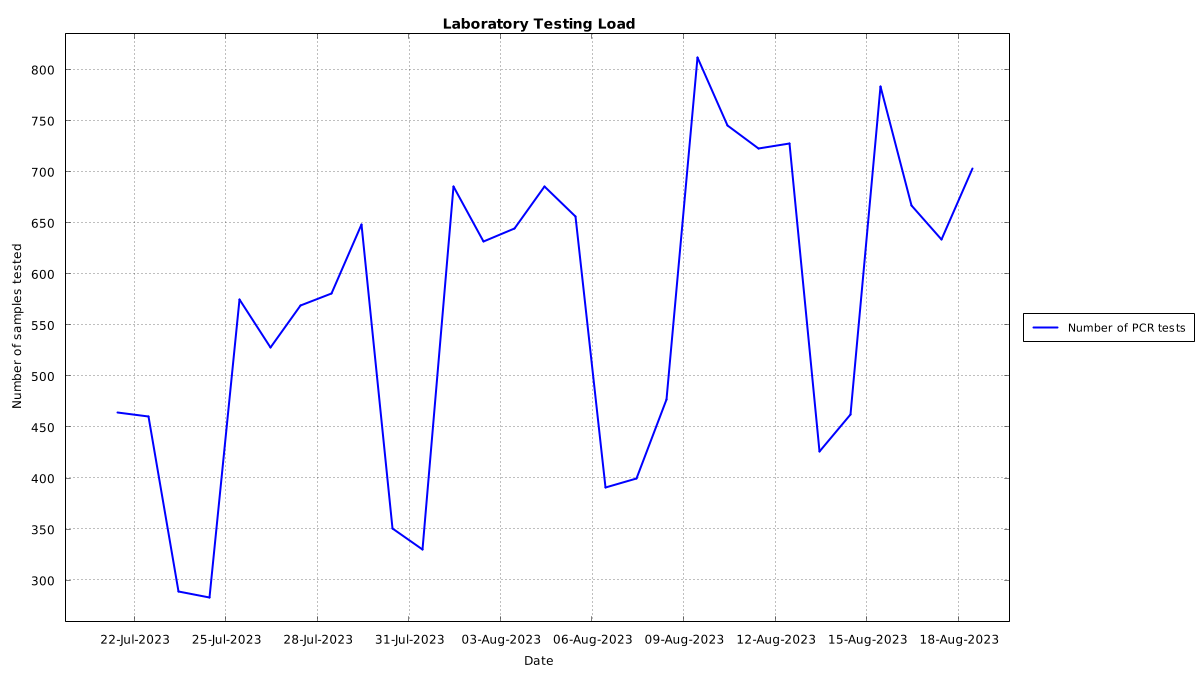 Laboratory Testing Load
800
750
700
650
600
550
500
450
400
350
300
Number of samples tested
22-Jul-2023 25-Jul-2023 28-Jul-2023 31-Jul-2023 03-Aug-2023 06-Aug-2023 09-Aug-2023 12-Aug-2023 15-Aug-2023 18-Aug-2023
Date
Number of PCR tests